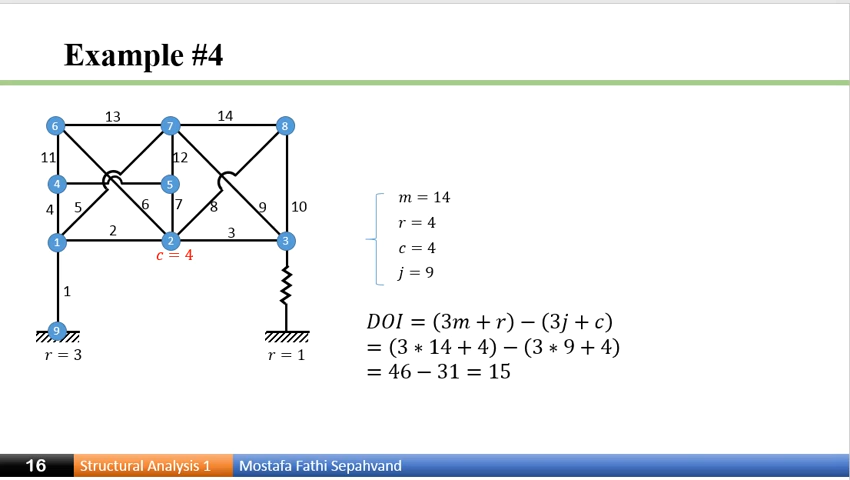 Example #4
13
14
6
7
8
11
12
4
5
4
5
6
7
8
9
10
2
3
1
2
3
c = 4
1
9
r = 3
r = 1
m = 14
r = 4
c = 4
j = 9
DOI = (3m + r) − (3j + c)
= (3 ∗ 14 + 4) − (3 ∗ 9 + 4)
= 46 − 31 = 15
16
Structural Analysis 1
Mostafa Fathi Sepahvand